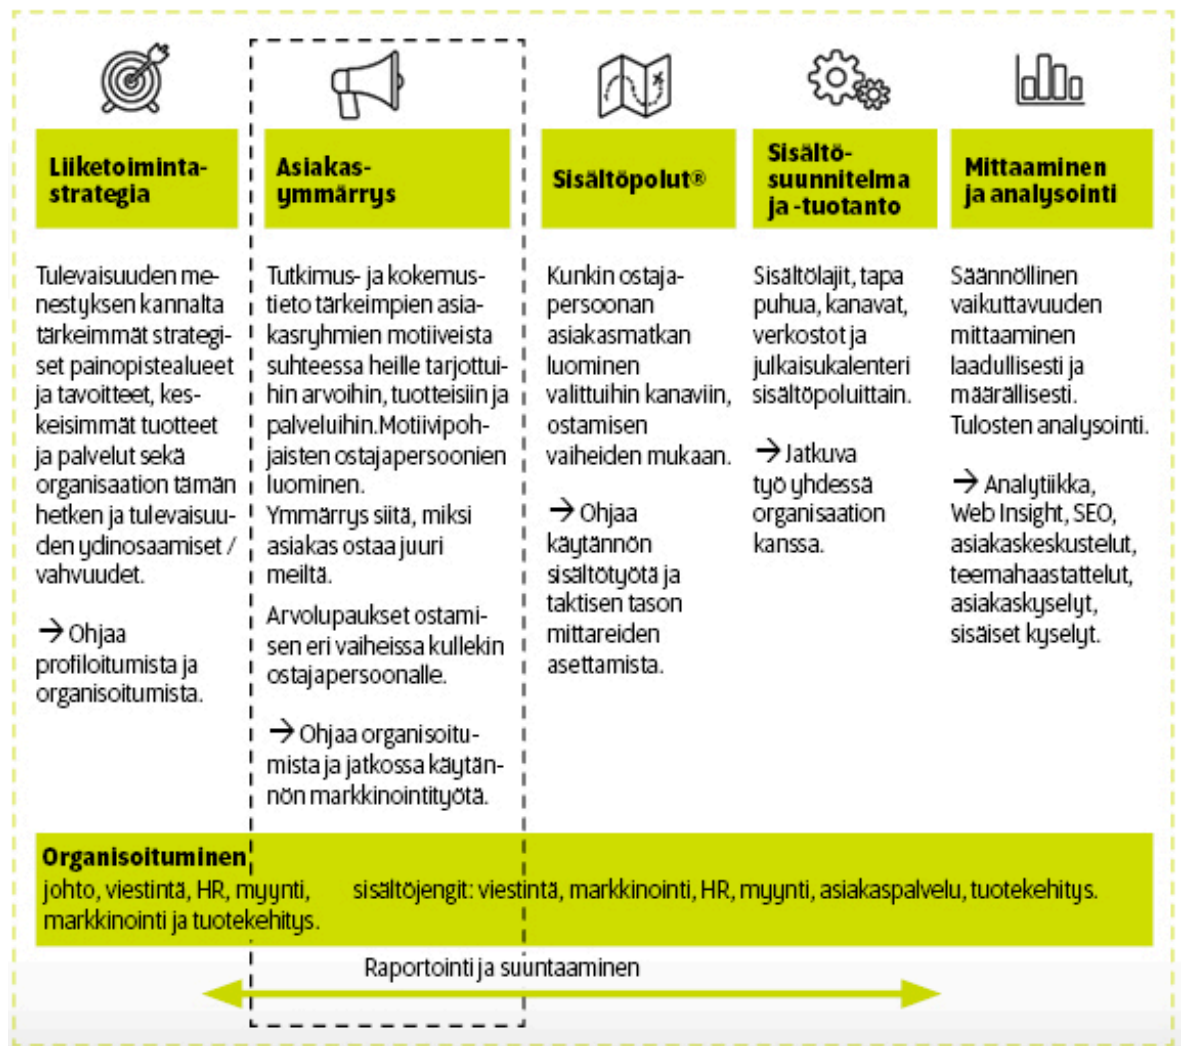 Liiketoiminta-
strategia
Tulevaisuuden me-
nestyksen kannalta
tärkeimmät strategi-
set painopistealueet
ja tavoitteet, kes-
keisimmät tuotteet
ja palvelut sekä
organisaation tämän
hetken ja tulevaisuu-
den ydinosaamiset /
vahvuudet.
→ Ohjaa
profiloitumista ja
organisoitumista.
Asiakas-
ymmärrys
Tutkimus- ja kokemus-
tieto tärkeimpien asia-
kasryhmien motiiveista
suhteessa heille tarjottui-
hin arvoihin, tuotteisiin ja
palveluihin.Motiivipoh-
jaisten ostajapersoonien
luominen.
Ymmärrys siitä, miksi
asiakas ostaa juuri
meiltä.
Arvolupaukset ostami-
sen eri vaiheissa kullekin
ostajapersoonalle.
→ Ohjaa organisoitu-
mista ja jatkossa käytän-
nön markkinointityötä.
Sisältöpolut®
Kunkin ostaja-
persoonan
asiakasmatkan
luominen
valittuihin kanaviin,
ostamisen
vaiheiden mukaan.
→ Ohjaa
käytännön
sisältötyötä ja
taktisen tason
mittareiden
asettamista.
Sisältö-
suunnitelma
ja -tuotanto
Sisältölajit, tapa
puhua, kanavat,
verkostot ja
julkaisukalenteri
sisältöpoluittain.
→ Jatkuva
työ yhdessä
organisaation
kanssa.
Mittaaminen
ja analysointi
Säännöllinen
vaikuttavuuden
mittaaminen
laadullisesti ja
määrällisesti.
Tulosten analysointi.
→ Analytiikka,
Web Insight, SEO,
asiakaskeskustelut,
teemahaastattelut,
asiakaskyselyt,
sisäiset kyselyt.
Organisoituminen
johto, viestintä, HR, myynti,
markkinointi ja tuotekehitys.
sisältöjengit: viestintä, markkinointi, HR, myynti, asiakaspalvelu, tuotekehitys.
Raportointi ja suuntaaminen